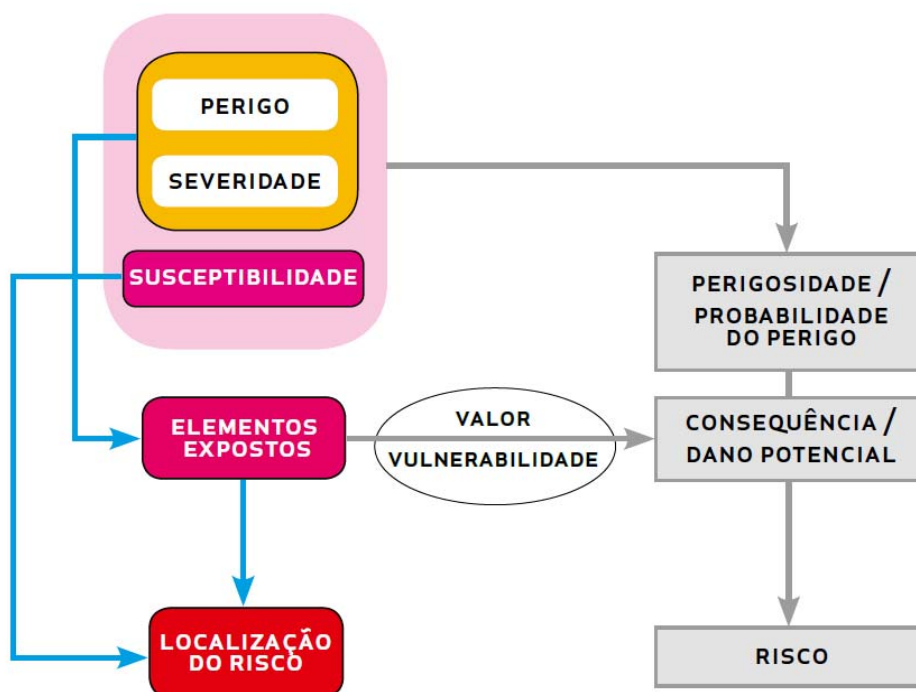 PERIGO
SEVERIDADE
SUSCEPTIBILIDADE
PERIGOSIDADE /
PROBABILIDADE
DO PERIGO
ELEMENTOS
EXPOSTOS
VALOR
VULNERABILIDADE
CONSEQUÊNCIA /
DANO POTENCIAL
LOCALIZAÇÃO
DO RISCO
RISCO